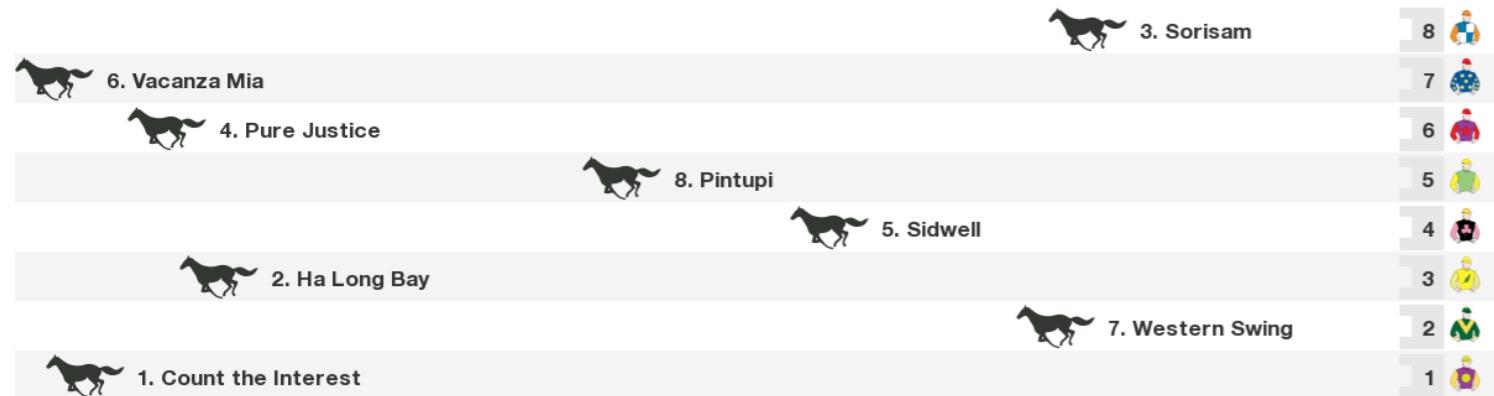 3. Sorisam 8
6. Vacanza Mia 7
4. Pure Justice 6
8. Pintupi 5
5. Sidwell 4
2. Ha Long Bay 3
7. Western Swing 2
1. Count the Interest 1